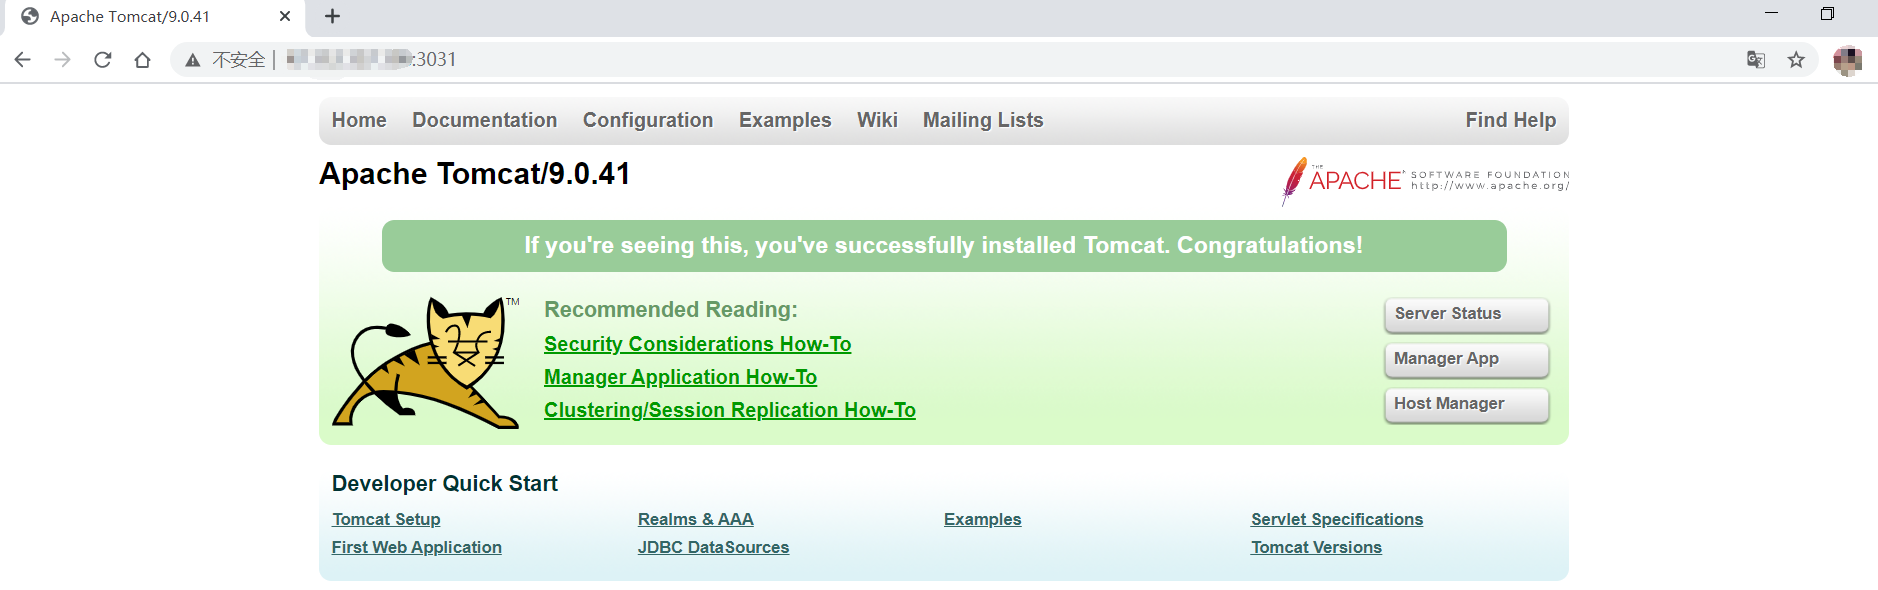 Apache Tomcat/9.0.41
不安全 | :3031
Home Documentation Configuration Examples Wiki Mailing Lists Find Help
Apache Tomcat/9.0.41
THE APACHE SOFTWARE FOUNDATION
http://www.apache.org/
If you're seeing this, you've successfully installed Tomcat. Congratulations!
TM
Recommended Reading:
Security Considerations How-To
Manager Application How-To
Clustering/Session Replication How-To
Server Status
Manager App
Host Manager
Developer Quick Start
Tomcat Setup Realms & AAA Examples Servlet Specifications
First Web Application JDBC DataSources Tomcat Versions